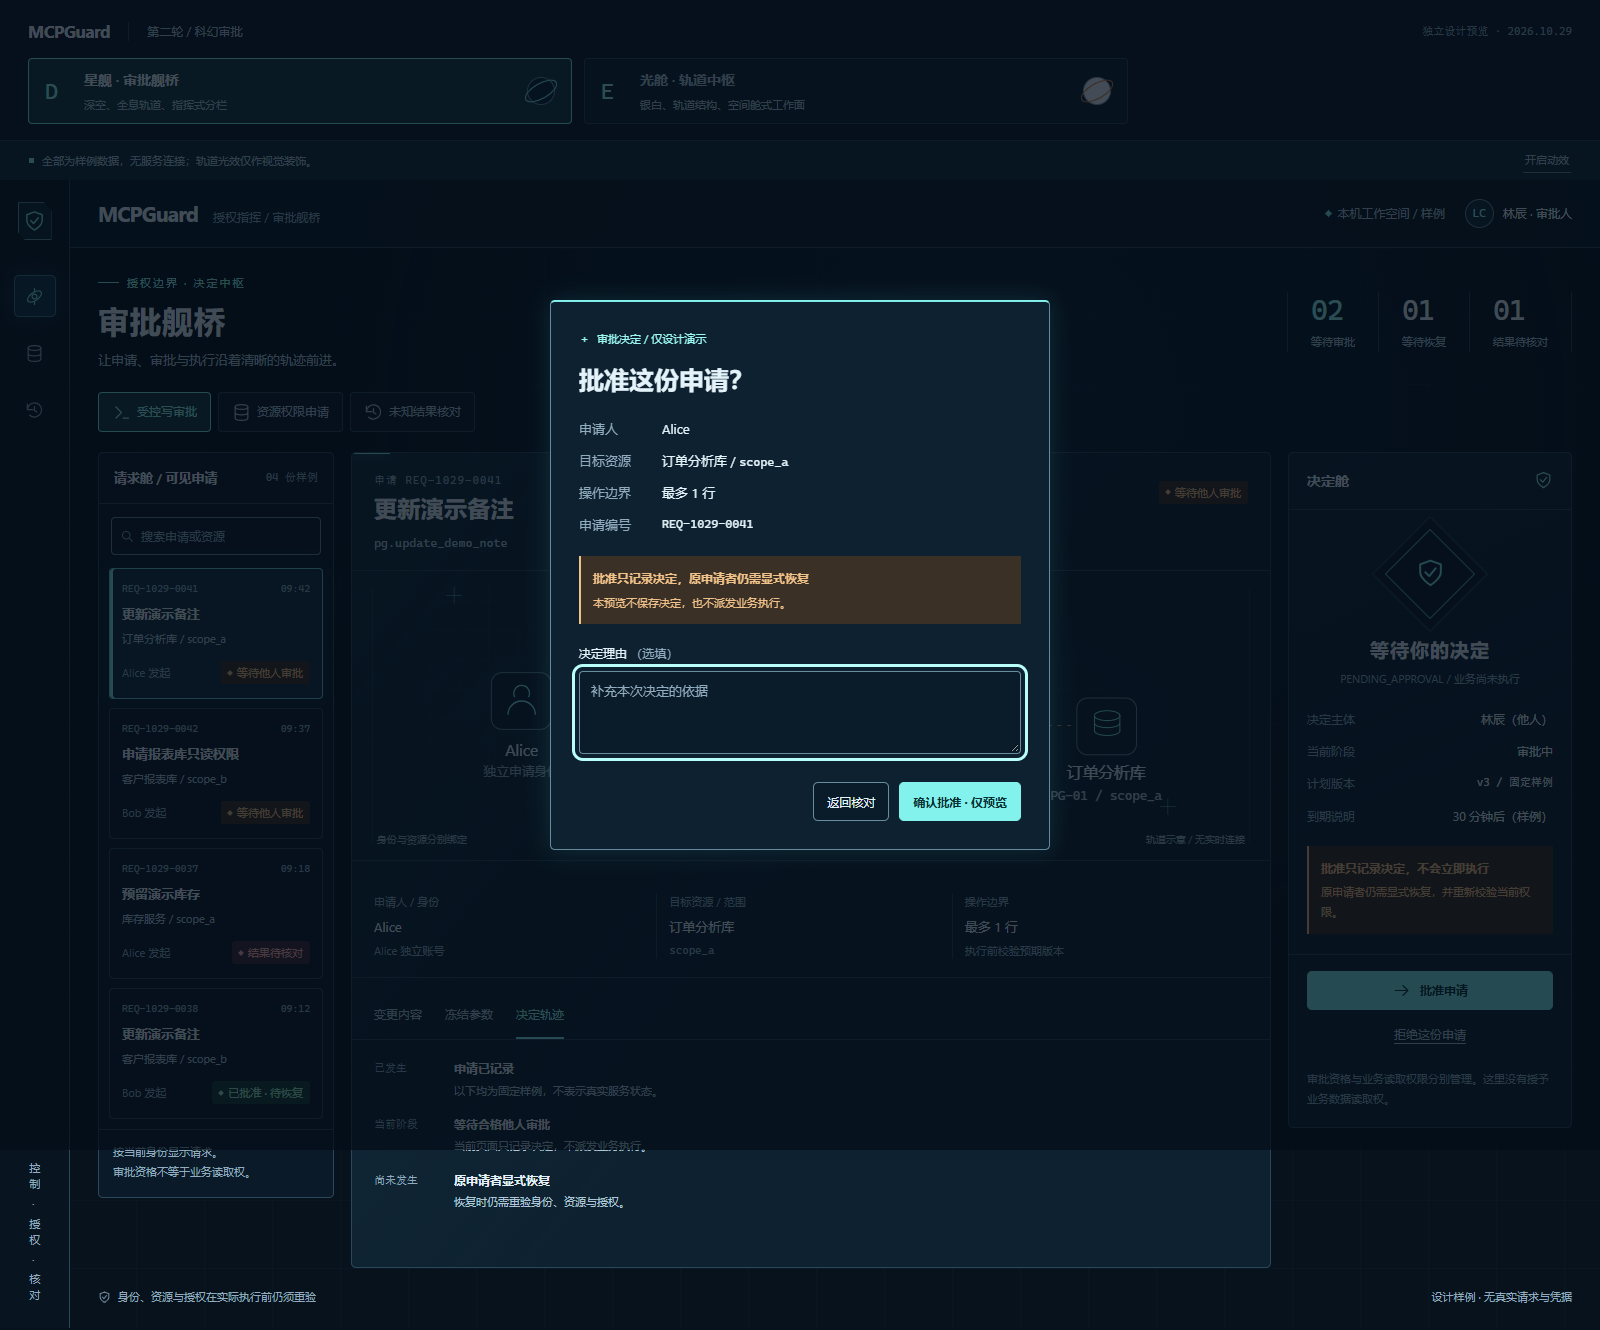 MCPGuard
第二轮 / 科幻审批
独立设计预览 · 2026.10.29
D
星舰 · 审批舰桥
深空、全息轨道、指挥式分栏
E
光舱 · 轨道中枢
银白、轨道结构、空间舱式工作面
全部为样例数据，无服务连接；轨道光效仅作视觉装饰。
开启动效
MCPGuard
授权指挥 / 审批舰桥
本机工作空间 / 样例
LC
林辰 · 审批人
授权边界 · 决定中枢
审批舰桥
让申请、审批与执行沿着清晰的轨迹前进。
02
等待审批
01
等待恢复
01
结果待核对
受控写审批
资源权限申请
未知结果核对
请求舱 / 可见申请
04 份样例
搜索申请或资源
REQ-1029-0041
09:42
更新演示备注
订单分析库 / scope_a
Alice 发起
等待他人审批
REQ-1029-0042
09:37
申请报表库只读权限
客户报表库 / scope_b
Bob 发起
等待他人审批
REQ-1029-0037
09:18
预留演示库存
库存服务 / scope_a
Alice 发起
结果待核对
REQ-1029-0038
09:12
更新演示备注
客户报表库 / scope_b
Bob 发起
已批准 · 待恢复
按当前身份显示请求。
审批资格不等于业务读取权。
申请 REQ-1029-0041
更新演示备注
pg.update_demo_note
等待他人审批
Alice
独立申请身
订单分析库
PG-01 / scope_a
身份与资源分别绑定
轨道示意 / 无实时连接
申请人 / 身份
Alice
Alice 独立账号
目标资源 / 范围
订单分析库
scope_a
操作边界
最多 1 行
执行前校验预期版本
变更内容
冻结参数
决定轨迹
已发生
申请已记录
以下均为固定样例，不表示真实服务状态。
当前阶段
等待合格他人审批
当前页面只记录决定，不派发业务执行。
尚未发生
原申请者显式恢复
恢复时仍需重验身份、资源与授权。
审批决定 / 仅设计演示
批准这份申请？
申请人
Alice
目标资源
订单分析库 / scope_a
操作边界
最多 1 行
申请编号
REQ-1029-0041
批准只记录决定，原申请者仍需显式恢复
本预览不保存决定，也不派发业务执行。
决定理由 （选填）
补充本次决定的依据
返回核对
确认批准 · 仅预览
决定舱
等待你的决定
PENDING_APPROVAL / 业务尚未执行
决定主体
林辰（他人）
当前阶段
审批中
计划版本
v3 / 固定样例
到期说明
30 分钟后（样例）
批准只记录决定，不会立即执行
原申请者仍需显式恢复，并重新校验当前权
限。
批准申请
拒绝这份申请
审批资格与业务读取权限分别管理。这里没有授予
业务数据读取权。
控制 · 授权 · 核对
身份、资源与授权在实际执行前仍须重验
设计样例 · 无真实请求与凭据